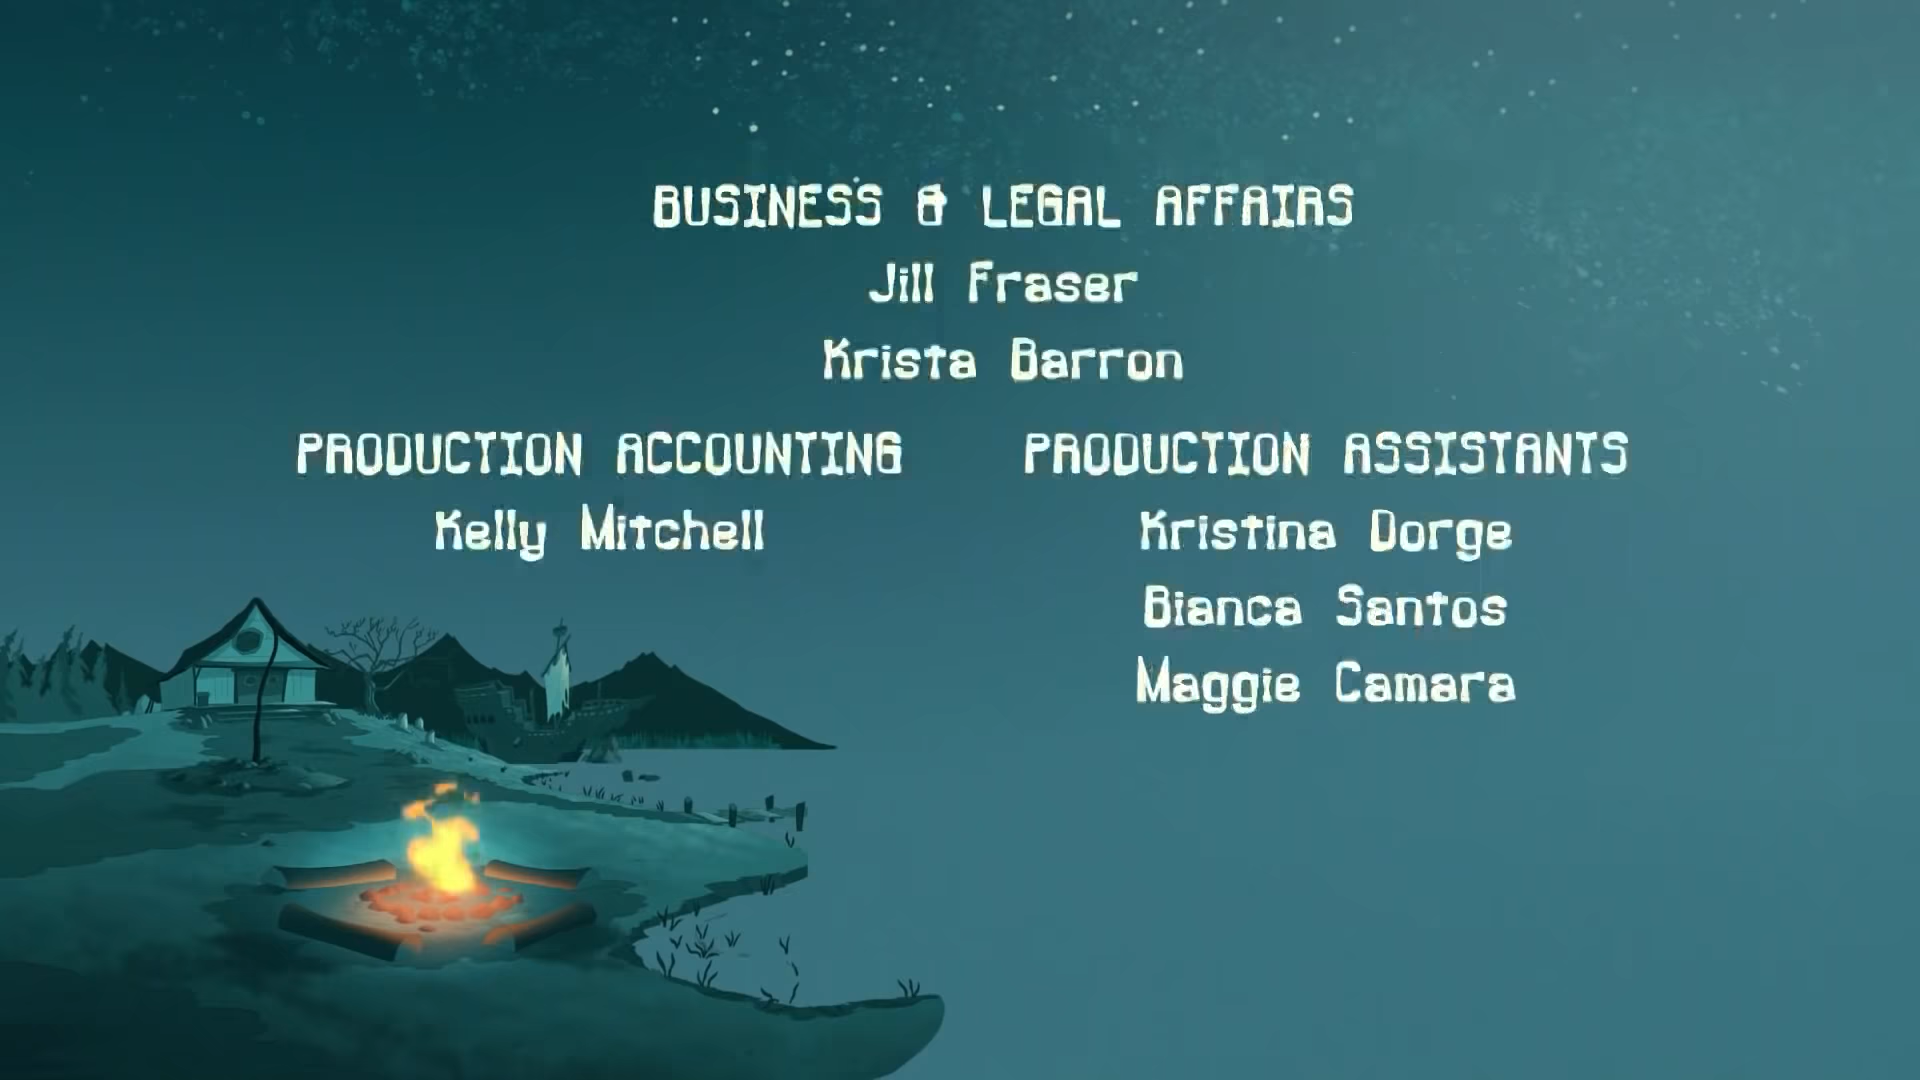 BUSINESS & LEGAL AFFAIRS
Jill Fraser
Krista Barron
PRODUCTION ACCOUNTING
Kelly Mitchell
PRODUCTION ASSISTANTS
Kristina Dorge
Bianca Santos
Maggie Camara